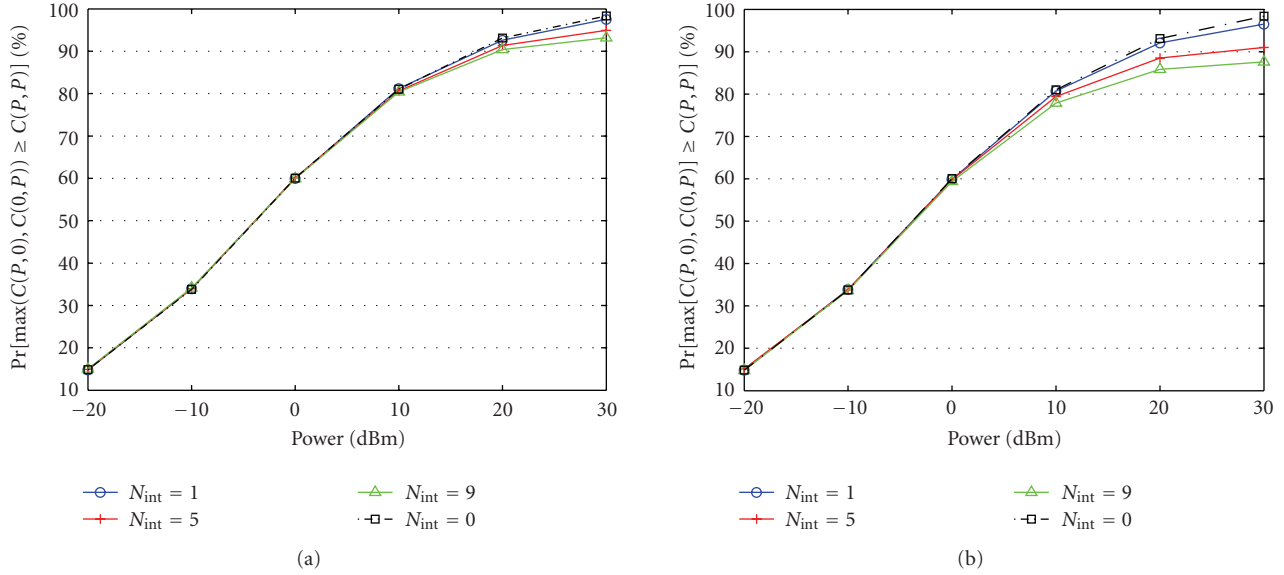 Pr[max(C(P,0), C(0,P)) ≥ C(P,P)] (%)
100
90
80
70
60
50
40
30
20
10
−20
−10
0
10
20
30
Power (dBm)
N_int = 1
N_int = 5
N_int = 9
N_int = 0
(a)
Pr[max[C(P,0), C(0,P)] ≥ C(P,P)] (%)
100
90
80
70
60
50
40
30
20
10
−20
−10
0
10
20
30
Power (dBm)
N_int = 1
N_int = 5
N_int = 9
N_int = 0
(b)